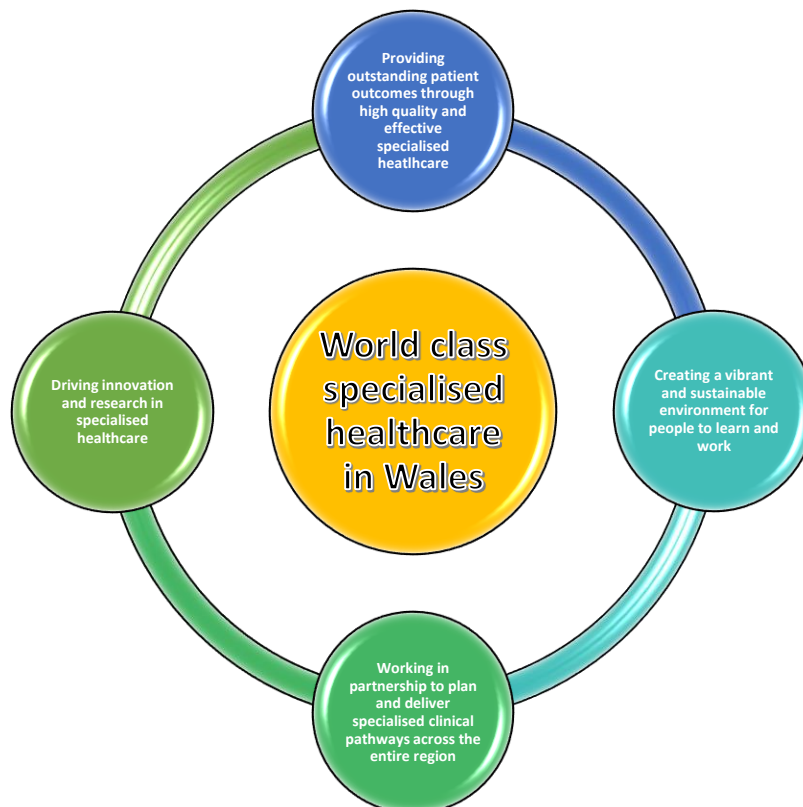 Providing
outstanding patient
outcomes through
high quality and
effective
specialised
heatlhcare
World class
specialised
healthcare
in Wales
Driving innovation
and research in
specialised
healthcare
Creating a vibrant
and sustainable
environment for
people to learn and
work
Working in
partnership to plan
and deliver
specialised clinical
pathways across the
entire region